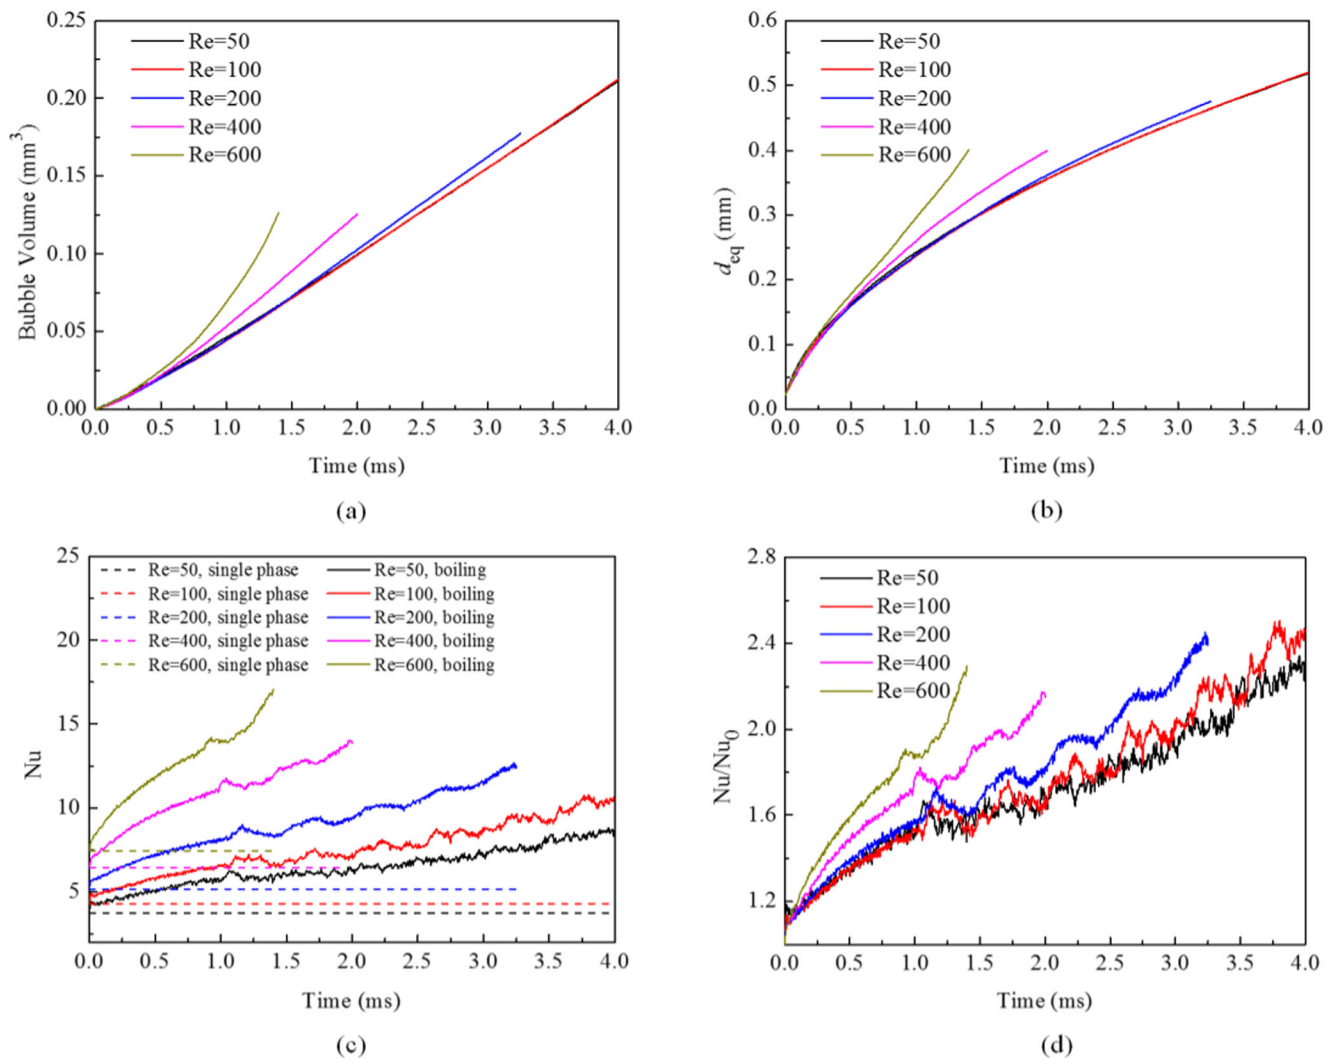 0.25
0.20
0.15
0.10
0.05
0.00
Bubble Volume (mm3)
Re=50
Re=100
Re=200
Re=400
Re=600
0.0 0.5 1.0 1.5 2.0 2.5 3.0 3.5 4.0
Time (ms)
(a)
0.6
0.5
0.4
0.3
0.2
0.1
0.0
deq (mm)
Re=50
Re=100
Re=200
Re=400
Re=600
0.0 0.5 1.0 1.5 2.0 2.5 3.0 3.5 4.0
Time (ms)
(b)
25
20
15
10
5
Nu
Re=50, single phase Re=50, boiling
Re=100, single phase Re=100, boiling
Re=200, single phase Re=200, boiling
Re=400, single phase Re=400, boiling
Re=600, single phase Re=600, boiling
0.0 0.5 1.0 1.5 2.0 2.5 3.0 3.5 4.0
Time (ms)
(c)
2.8
2.4
2.0
1.6
1.2
Nu/Nu0
Re=50
Re=100
Re=200
Re=400
Re=600
0.0 0.5 1.0 1.5 2.0 2.5 3.0 3.5 4.0
Time (ms)
(d)